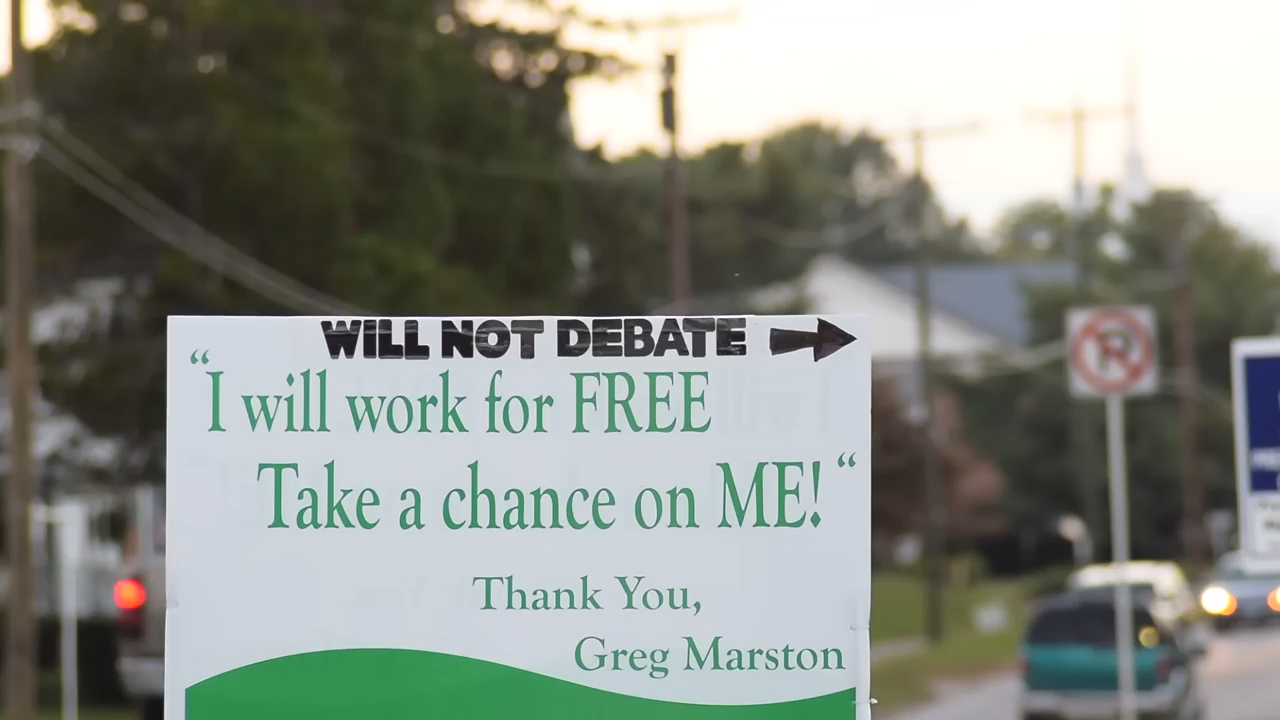 WILL NOT DEBATE
“I will work for FREE
Take a chance on ME!“
Thank You,
Greg Marston
P